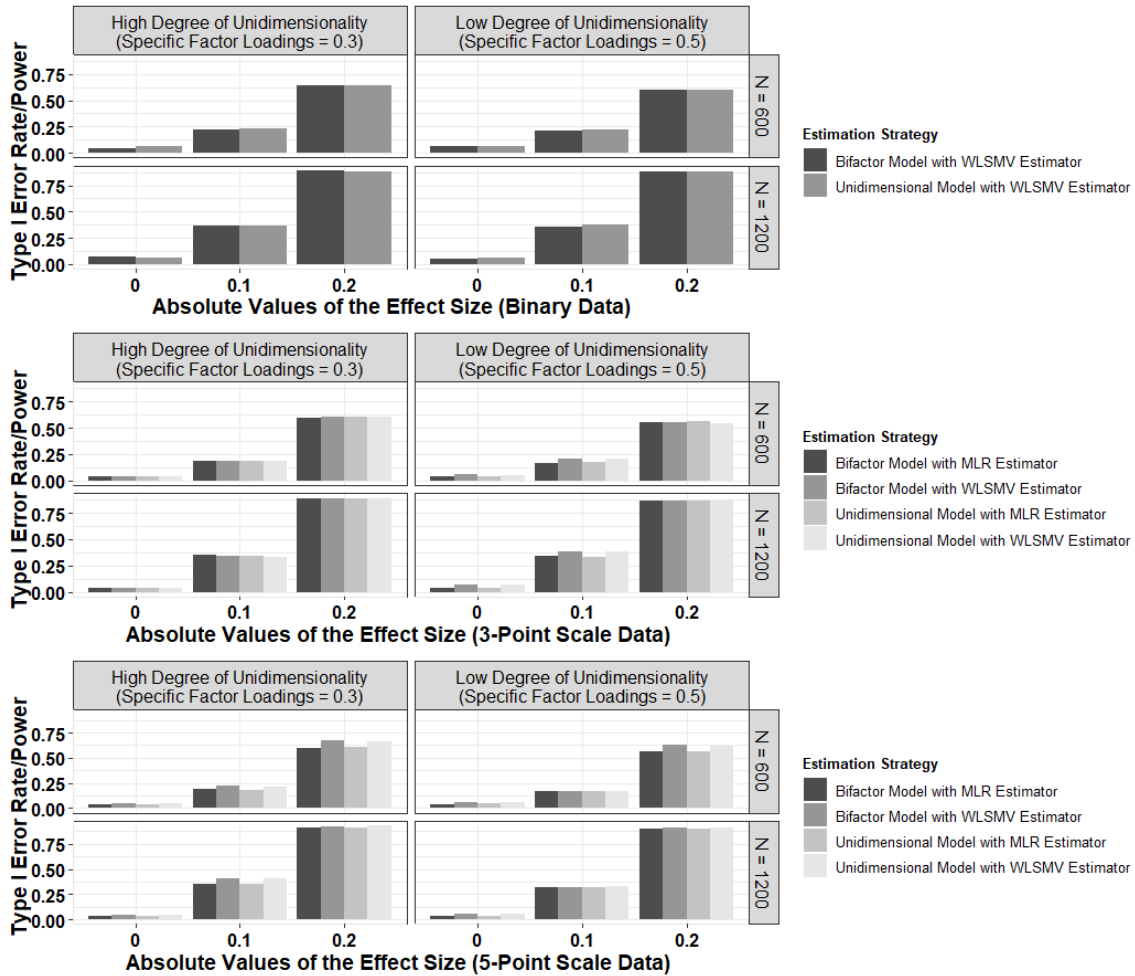 High Degree of Unidimensionality
(Specific Factor Loadings = 0.3)
Low Degree of Unidimensionality
(Specific Factor Loadings = 0.5)
Type I Error Rate/Power
0.75
0.50
0.25
0.00
N = 600
0.75
0.50
0.25
0.00
N = 1200
0
0.1
0.2
0
0.1
0.2
Absolute Values of the Effect Size (Binary Data)
Estimation Strategy
Bifactor Model with WLSMV Estimator
Unidimensional Model with WLSMV Estimator
High Degree of Unidimensionality
(Specific Factor Loadings = 0.3)
Low Degree of Unidimensionality
(Specific Factor Loadings = 0.5)
Type I Error Rate/Power
0.75
0.50
0.25
0.00
N = 600
0.75
0.50
0.25
0.00
N = 1200
0
0.1
0.2
0
0.1
0.2
Absolute Values of the Effect Size (3-Point Scale Data)
Estimation Strategy
Bifactor Model with MLR Estimator
Bifactor Model with WLSMV Estimator
Unidimensional Model with MLR Estimator
Unidimensional Model with WLSMV Estimator
High Degree of Unidimensionality
(Specific Factor Loadings = 0.3)
Low Degree of Unidimensionality
(Specific Factor Loadings = 0.5)
Type I Error Rate/Power
0.75
0.50
0.25
0.00
N = 600
0.75
0.50
0.25
0.00
N = 1200
0
0.1
0.2
0
0.1
0.2
Absolute Values of the Effect Size (5-Point Scale Data)
Estimation Strategy
Bifactor Model with MLR Estimator
Bifactor Model with WLSMV Estimator
Unidimensional Model with MLR Estimator
Unidimensional Model with WLSMV Estimator